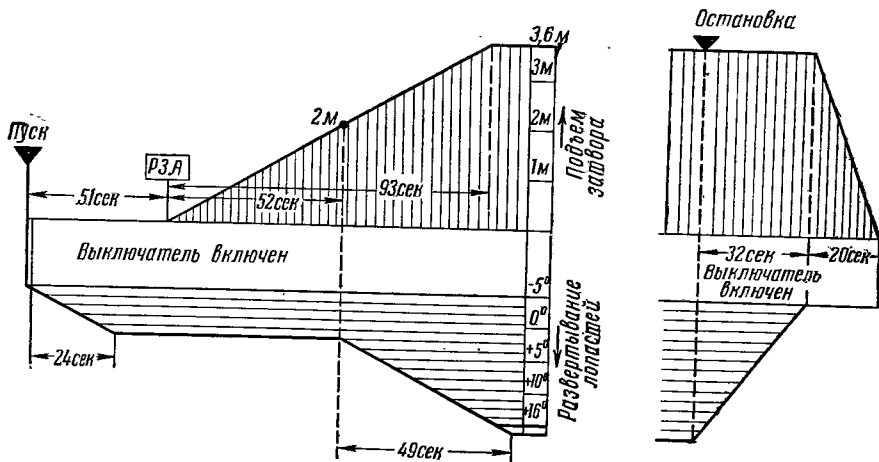 Остановка
3,6 м
3м
2м
2м
1м
Подъем
затвора
Пуск
РЗА
51сек
52сек
93сек
32сек
20сек
Выключатель включен
Выключатель
включен
-5°
0°
+5°
+10°
+16°
Развертывание
лопастей
24сек
49сек